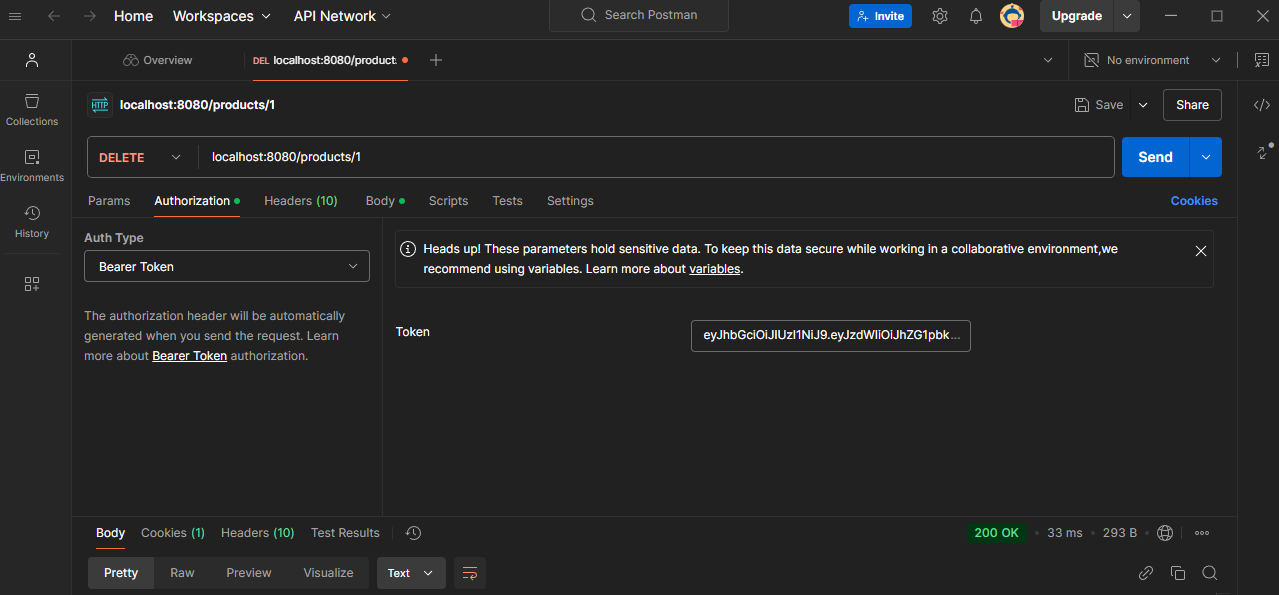 Home Workspaces API Network Search Postman Invite Upgrade
Overview DEL localhost:8080/product No environment
HTTP localhost:8080/products/1 Save Share
Collections
DELETE localhost:8080/products/1 Send
Environments
Params Authorization Headers (10) Body Scripts Tests Settings Cookies
History
Auth Type
Bearer Token
Heads up! These parameters hold sensitive data. To keep this data secure while working in a collaborative environment,we
recommend using variables. Learn more about variables.
The authorization header will be automatically
generated when you send the request. Learn
more about Bearer Token authorization.
Token eyJhbGciOiJIUzI1NiJ9.eyJzdWIiOiJhZG1pbk...
Body Cookies (1) Headers (10) Test Results 200 OK 33 ms 293 B
Pretty Raw Preview Visualize Text